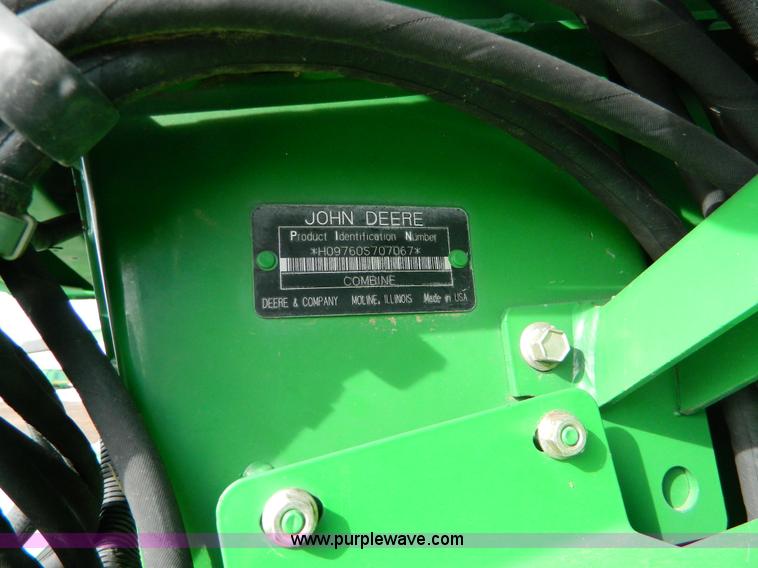 JOHN DEERE
Product Identification Number
*H09760S707067*
COMBINE
DEERE & COMPANY MOLINE, ILLINOIS Made in USA
www.purplewave.com